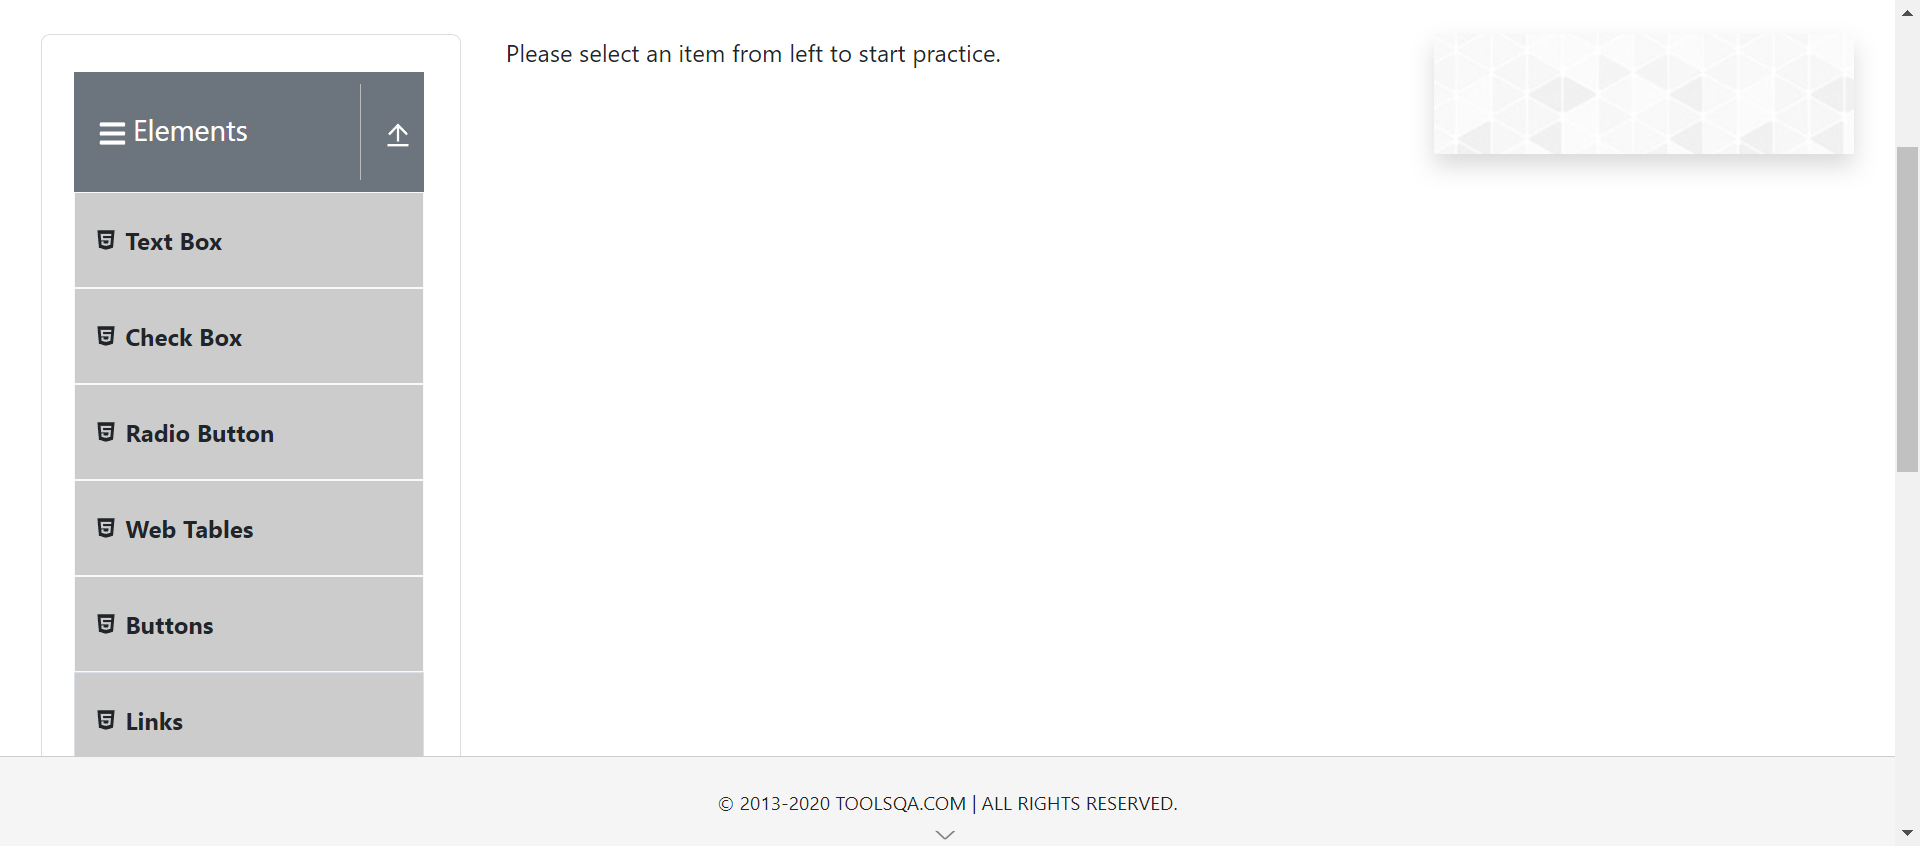 Please select an item from left to start practice.
Elements
Text Box
Check Box
Radio Button
Web Tables
Buttons
Links
© 2013-2020 TOOLSQA.COM | ALL RIGHTS RESERVED.